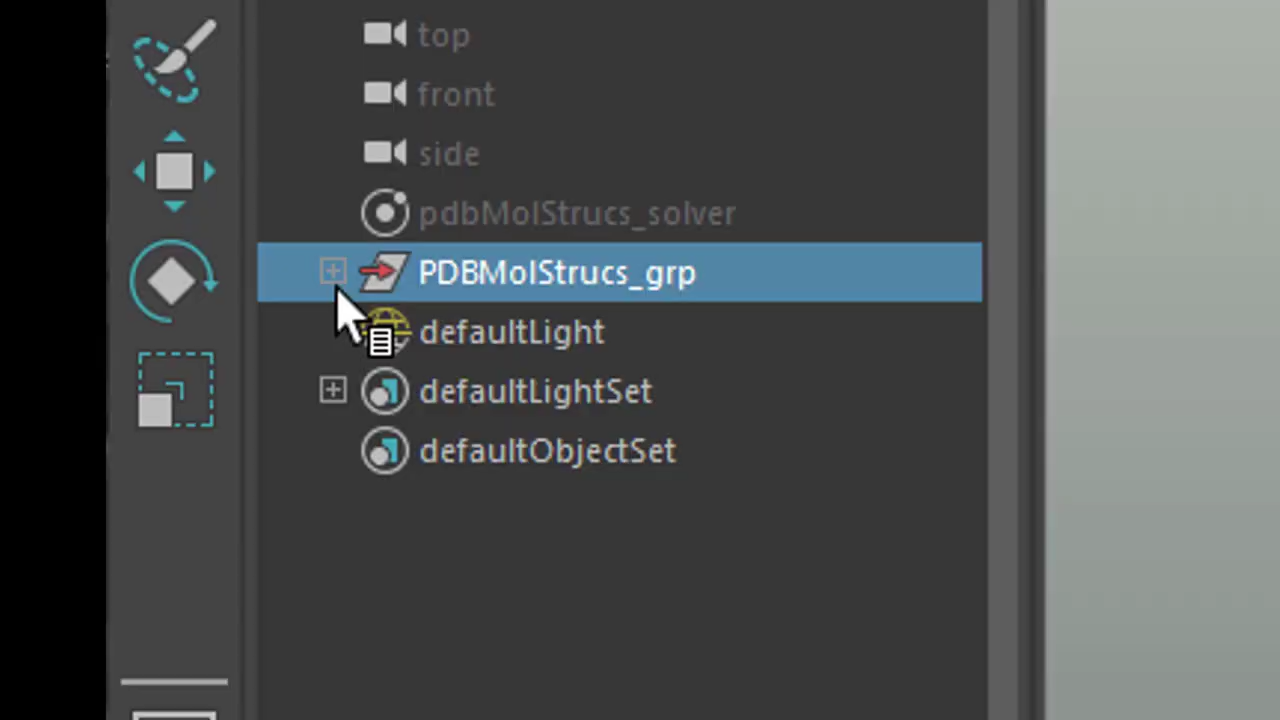 top
front
side
pdbMolStrucs_solver
PDBMolStrucs_grp
defaultLight
defaultLightSet
defaultObjectSet